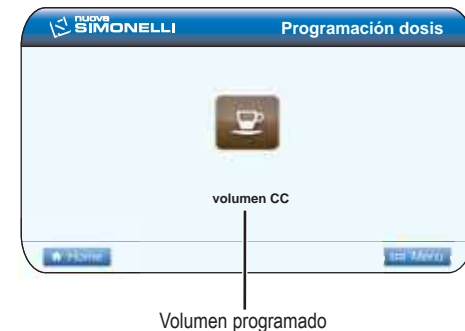 nuova
SIMONELLI
Programación dosis
volumen CC
Home
Menu
Volumen programado